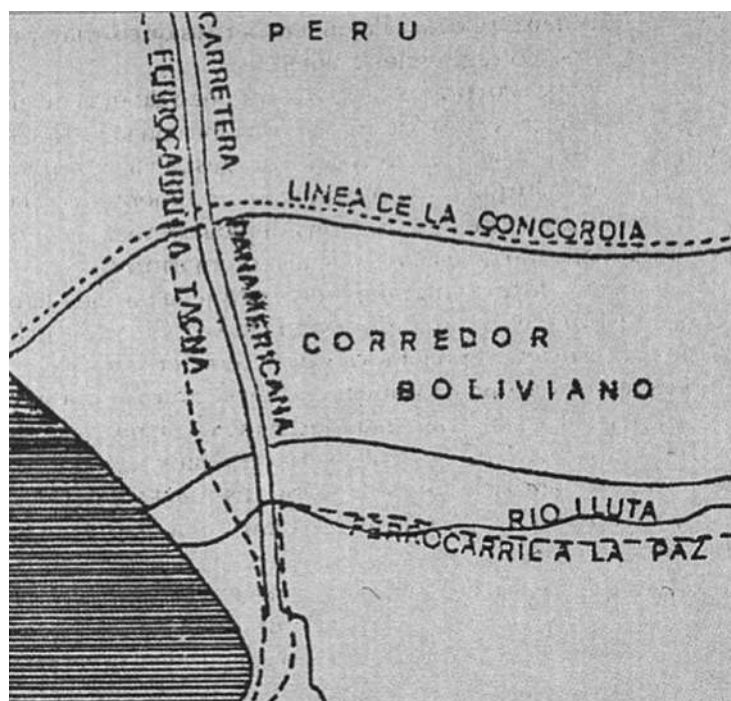 PERU
CARRETERA
PANAMERICANA
FERROCARRIL A TACNA
LINEA DE LA CONCORDIA
CORREDOR
BOLIVIANO
RIO LLUTA
FERROCARRIL A LA PAZ